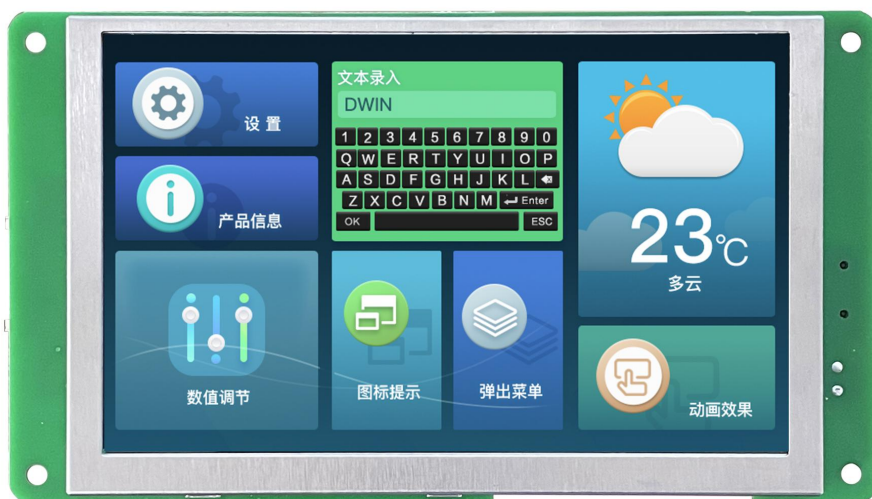 设 置
产品信息
数值调节
文本录入
DWIN
1 2 3 4 5 6 7 8 9 0
Q W E R T Y U I O P
A S D F G H J K L
Z X C V B N M Enter
OK ESC
图标提示
弹出菜单
23℃
多云
动画效果